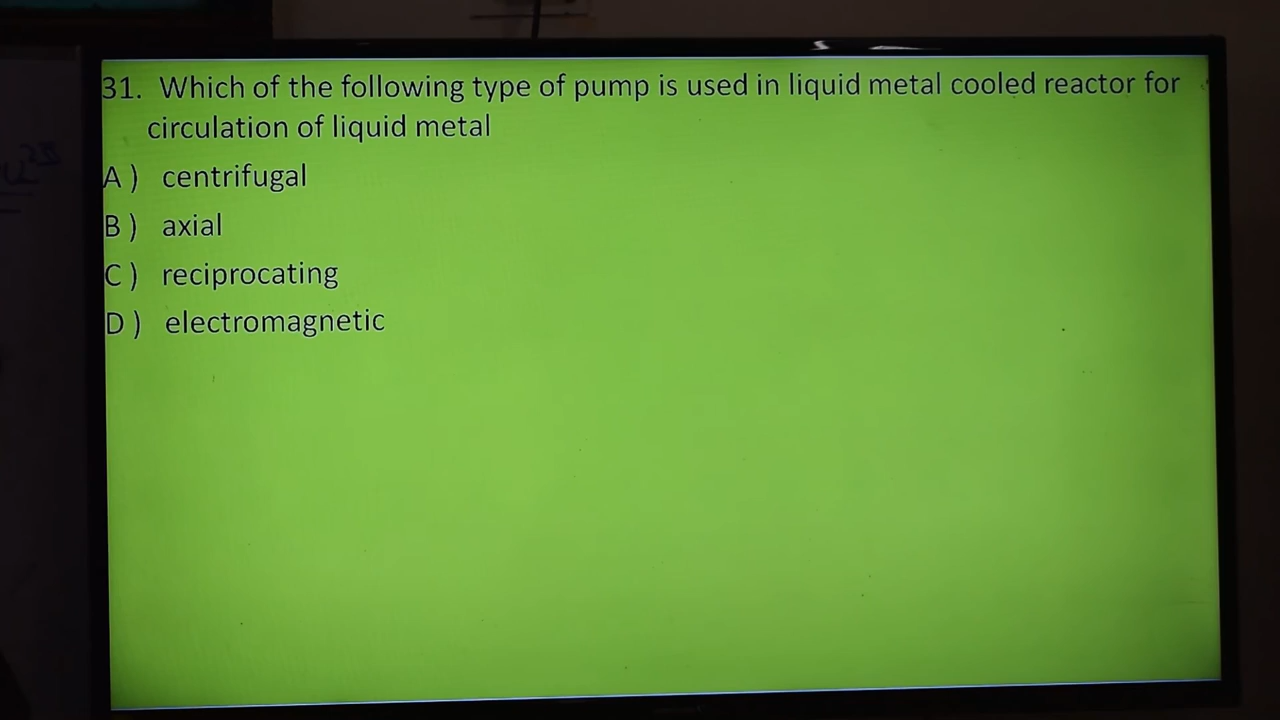 31. Which of the following type of pump is used in liquid metal cooled reactor for
circulation of liquid metal
A ) centrifugal
B ) axial
C ) reciprocating
D ) electromagnetic